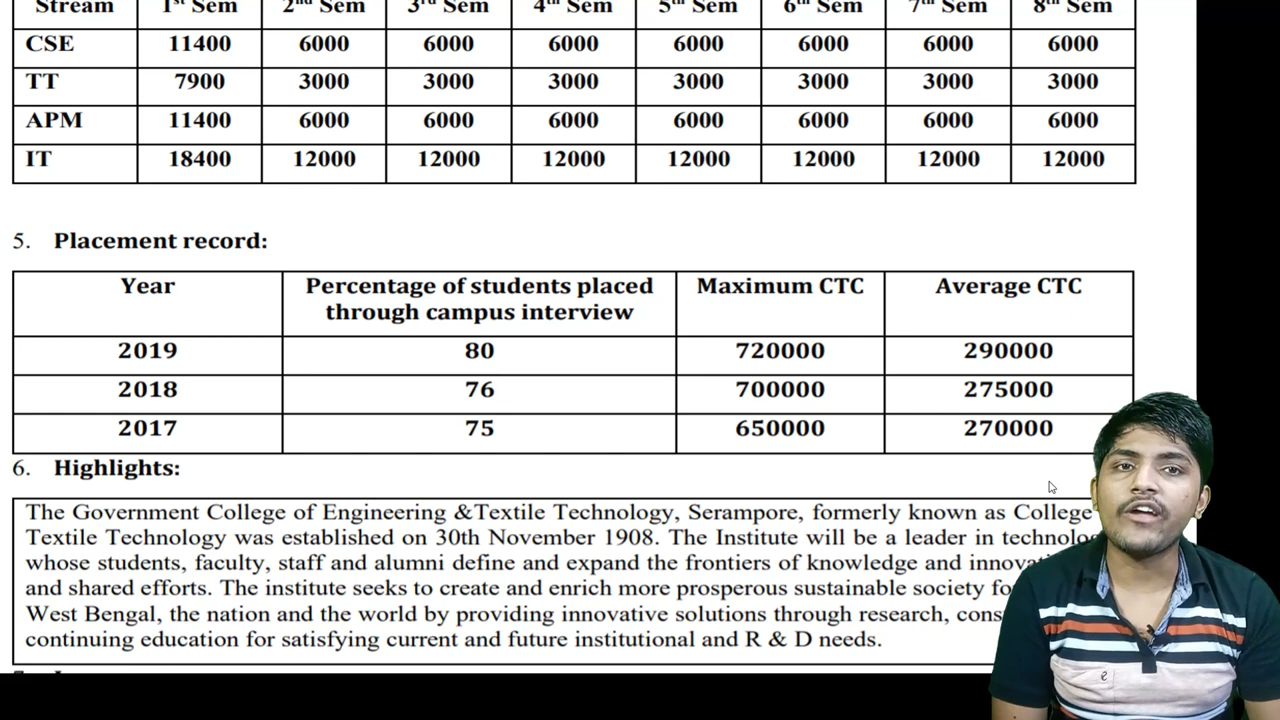 Stream 1st Sem 2nd Sem 3rd Sem 4th Sem 5th Sem 6th Sem 7th Sem 8th Sem
CSE 11400 6000 6000 6000 6000 6000 6000 6000
TT 7900 3000 3000 3000 3000 3000 3000 3000
APM 11400 6000 6000 6000 6000 6000 6000 6000
IT 18400 12000 12000 12000 12000 12000 12000 12000
5. Placement record:
Year Percentage of students placed through campus interview Maximum CTC Average CTC
2019 80 720000 290000
2018 76 700000 275000
2017 75 650000 270000
6. Highlights:
The Government College of Engineering &Textile Technology, Serampore, formerly known as College
Textile Technology was established on 30th November 1908. The Institute will be a leader in
whose students, faculty, staff and alumni define and expand the frontiers of knowledge and
and shared efforts. The institute seeks to create and enrich more prosperous sustainable society
West Bengal, the nation and the world by providing innovative solutions through research,
continuing education for satisfying current and future institutional and R & D needs.